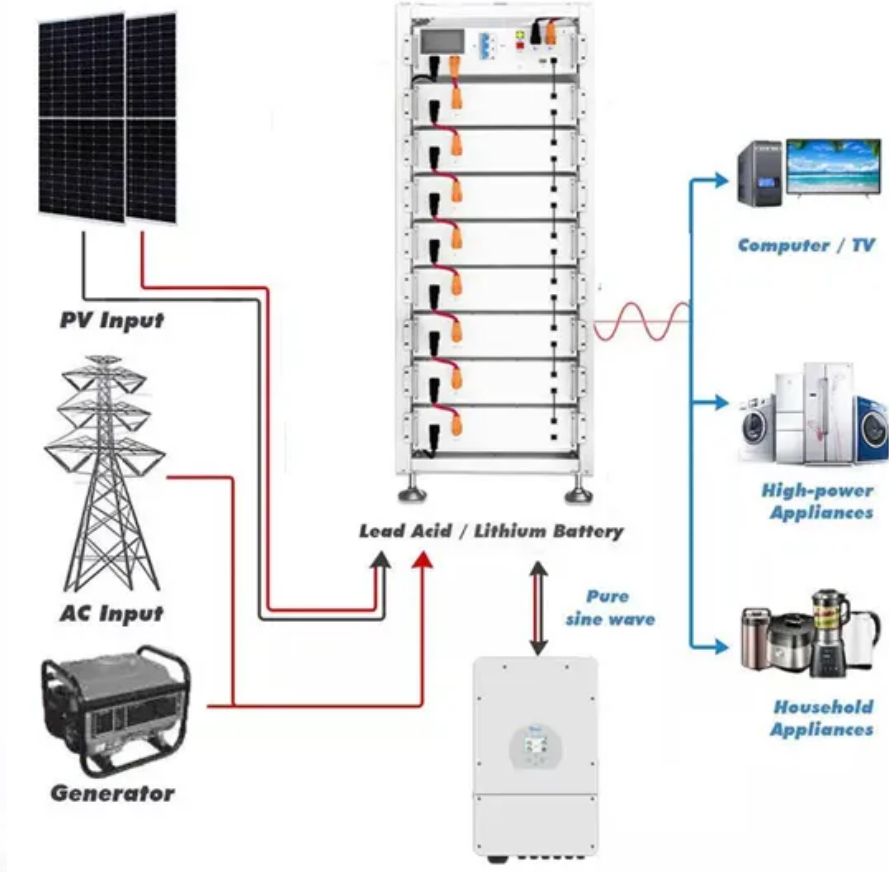 PV Input
AC Input
Generator
Lead Acid / Lithium Battery
Pure
sine wave
Computer / TV
High-power
Appliances
Household
Appliances